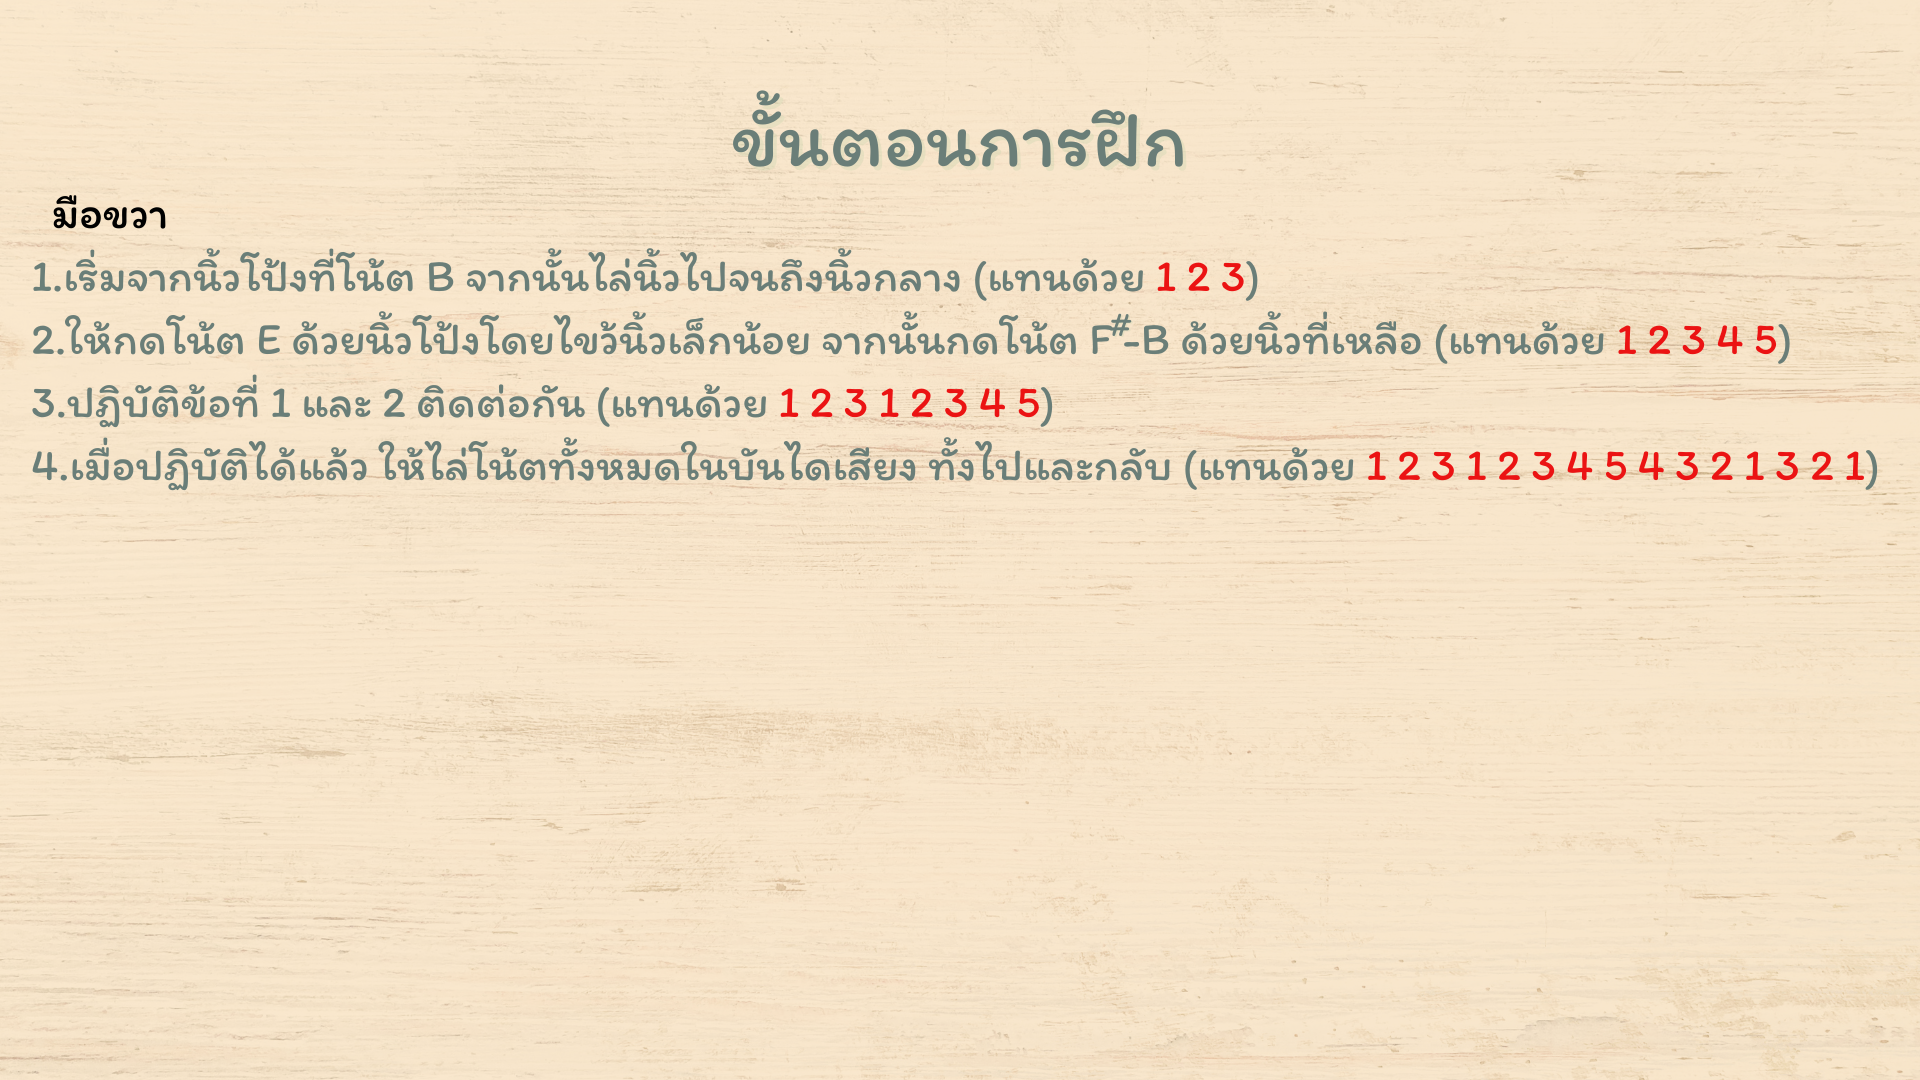 ขั้นตอนการฝึก
มือขวา
1.เริ่มจากนิ้วโป้งที่โน้ต B จากนั้นไล่นิ้วไปจนถึงนิ้วกลาง (แทนด้วย 1 2 3)
2.ให้กดโน้ต E ด้วยนิ้วโป้งโดยไขว้นิ้วเล็กน้อย จากนั้นกดโน้ต F#-B ด้วยนิ้วที่เหลือ (แทนด้วย 1 2 3 4 5)
3.ปฏิบัติข้อที่ 1 และ 2 ติดต่อกัน (แทนด้วย 1 2 3 1 2 3 4 5)
4.เมื่อปฏิบัติได้แล้ว ให้ไล่โน้ตทั้งหมดในบันไดเสียง ทั้งไปและกลับ (แทนด้วย 1 2 3 1 2 3 4 5 4 3 2 1 3 2 1)